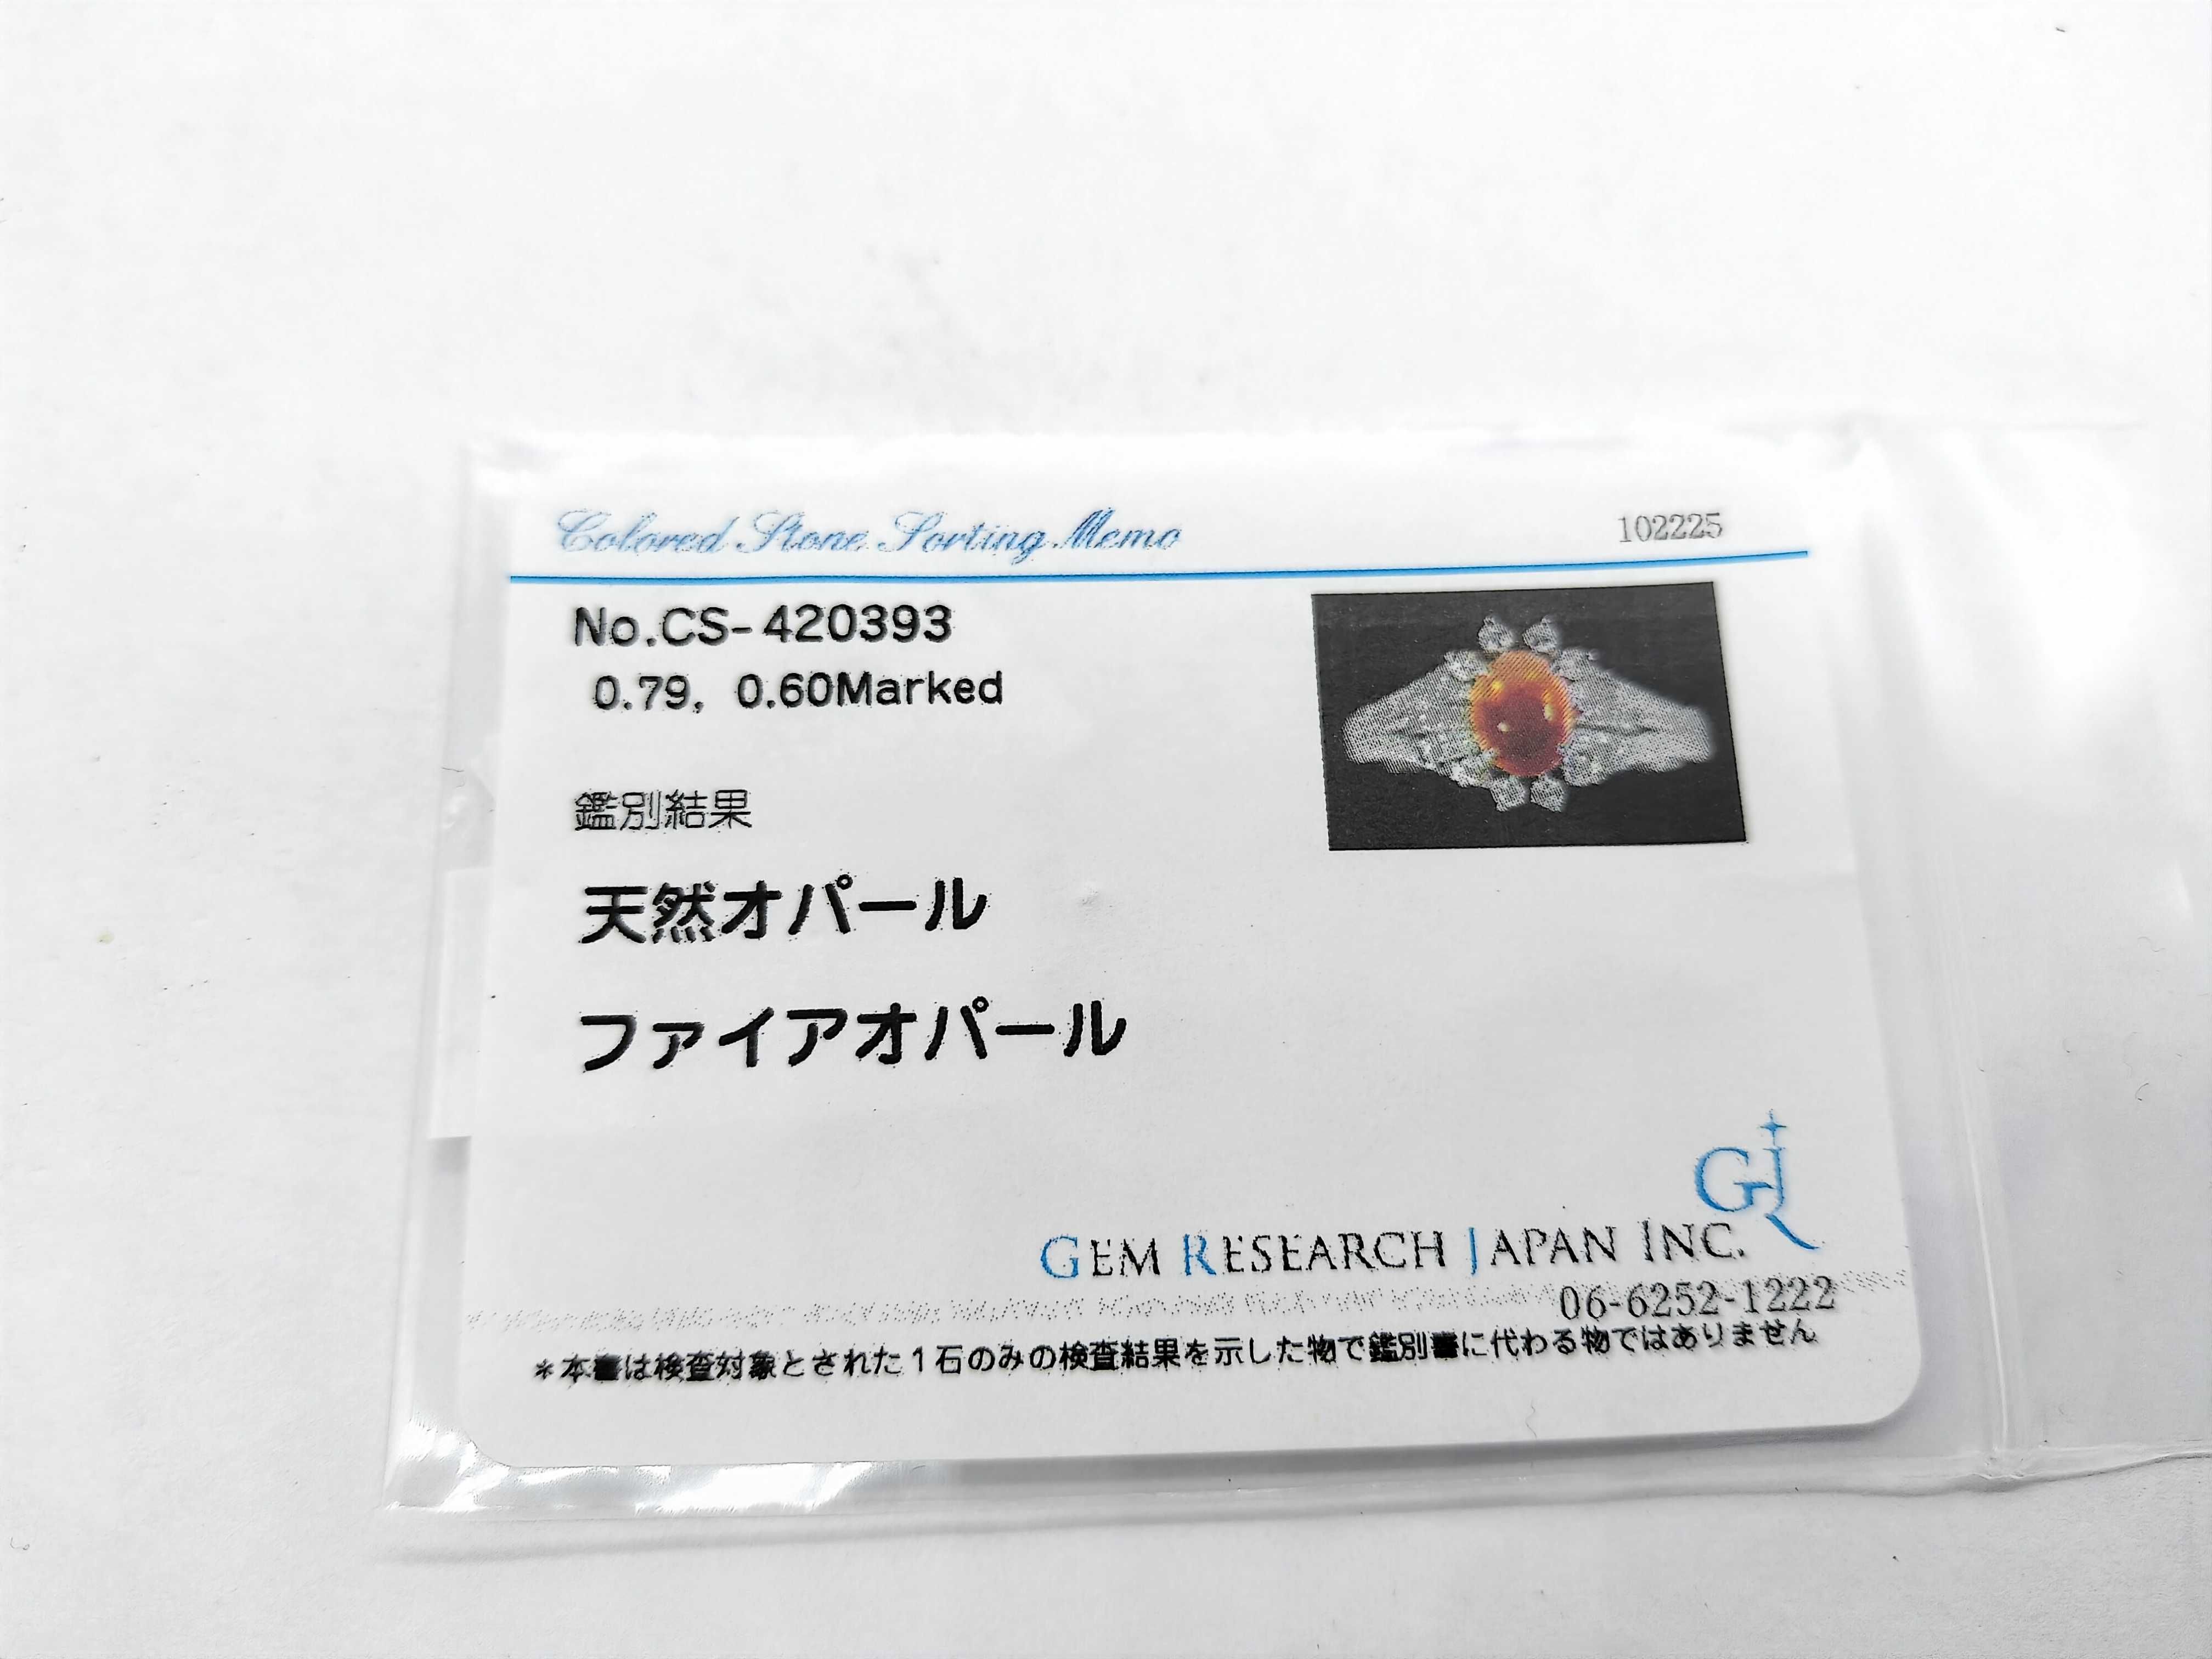 Colored Stone Sorting Memo 102225
No.CS-420393
0.79, 0.60Marked
鑑別結果
天然オパール
ファイアオパール
GJR
GEM RESEARCH JAPAN INC.
06-6252-1222
*本書は検査対象とされた1石のみの検査結果を示した物で鑑別書に代わる物ではありません